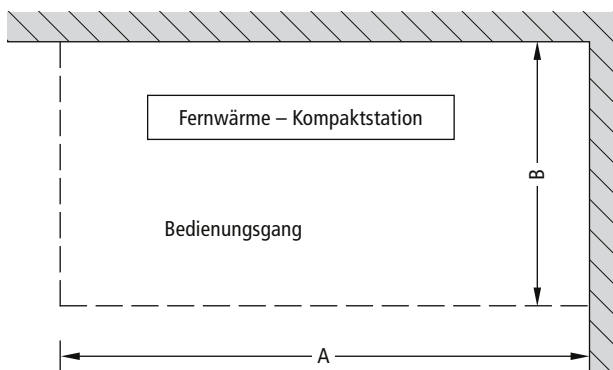 Fernwärme – Kompaktstation
B
Bedienungsgang
A